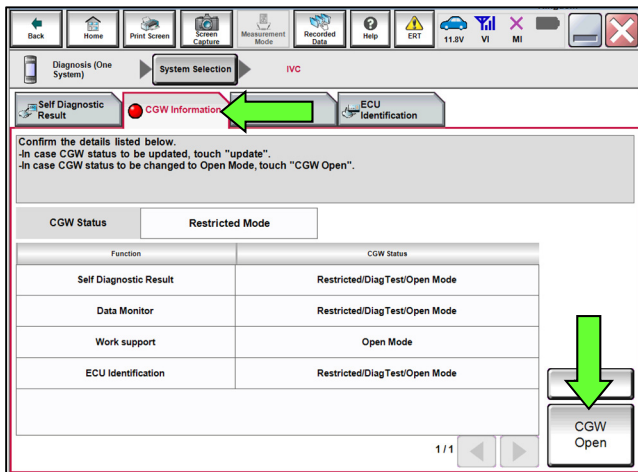 Back
Home
Print Screen
Screen
Capture
Measurement
Mode
Recorded
Data
Help
ERT
11.8V
VI
MI
Diagnosis (One
System)
System Selection
IVC
Self Diagnostic
Result
CGW Information
ECU
Identification
Confirm the details listed below.
-In case CGW status to be updated, touch "update".
-In case CGW status to be changed to Open Mode, touch "CGW Open".
CGW Status
Restricted Mode
Function
CGW Status
Self Diagnostic Result
Restricted/DiagTest/Open Mode
Data Monitor
Restricted/DiagTest/Open Mode
Work support
Open Mode
ECU Identification
Restricted/DiagTest/Open Mode
1/1
CGW
Open